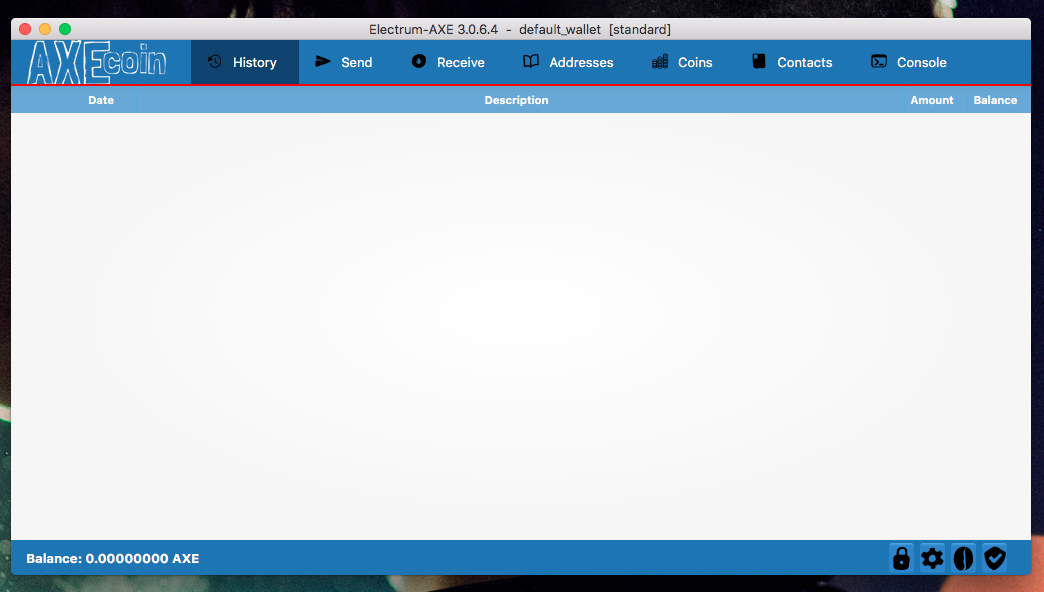 Electrum-AXE 3.0.6.4 - default_wallet [standard]
AXEcoin History Send Receive Addresses Coins Contacts Console
Date Description Amount Balance
Balance: 0.00000000 AXE